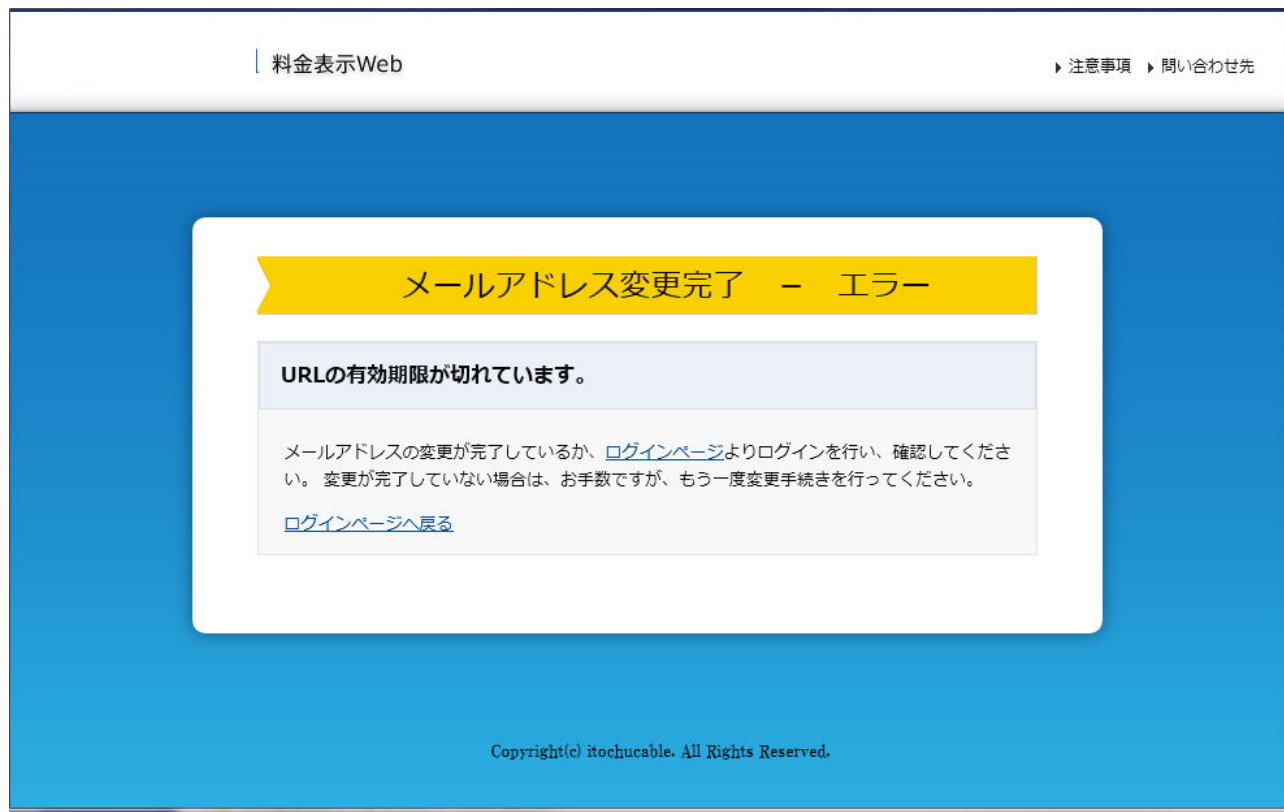 料金表示Web
注意事項 問い合わせ先
メールアドレス変更完了 － エラー
URLの有効期限が切れています。
メールアドレスの変更が完了しているか、ログインページよりログインを行い、確認してくださ
い。 変更が完了していない場合は、お手数ですが、もう一度変更手続きを行ってください。
ログインページへ戻る
Copyright(c) itochucable. All Rights Reserved.